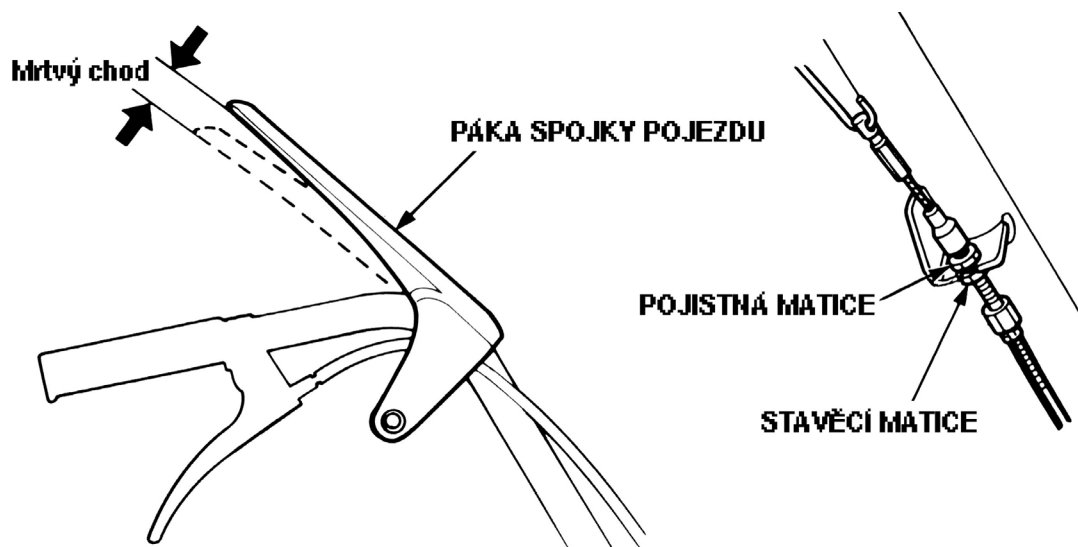 Mrtvý chod
PÁKA SPOJKY POJEZDU
POJISTNÁ MATICE
STAVĚCÍ MATICE